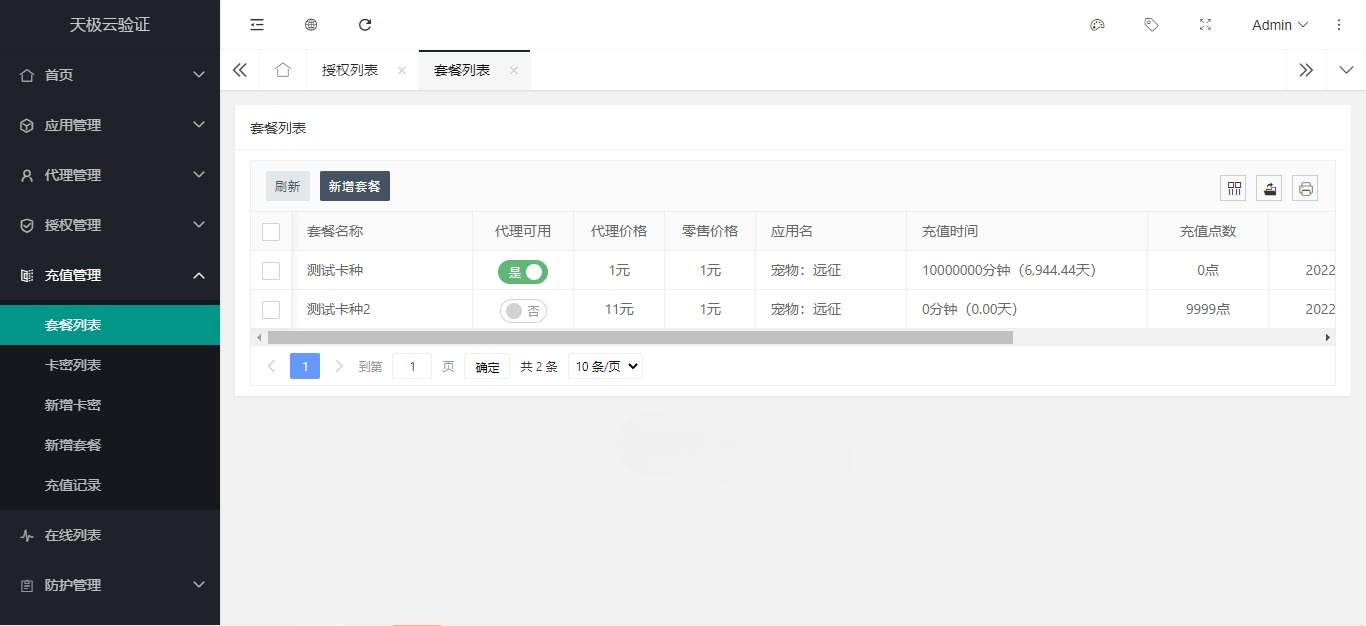 天极云验证
Admin
首页
授权列表
套餐列表
应用管理
套餐列表
代理管理
刷新
新增套餐
授权管理
套餐名称 代理可用 代理价格 零售价格 应用名 充值时间 充值点数
充值管理
测试卡种 是 1元 1元 宠物：远征 10000000分钟（6,944.44天） 0点 2022
测试卡种2 否 11元 1元 宠物：远征 0分钟（0.00天） 9999点 2022
套餐列表
1 到第 1 页 确定 共 2 条 10 条/页
卡密列表
新增卡密
新增套餐
充值记录
在线列表
防护管理